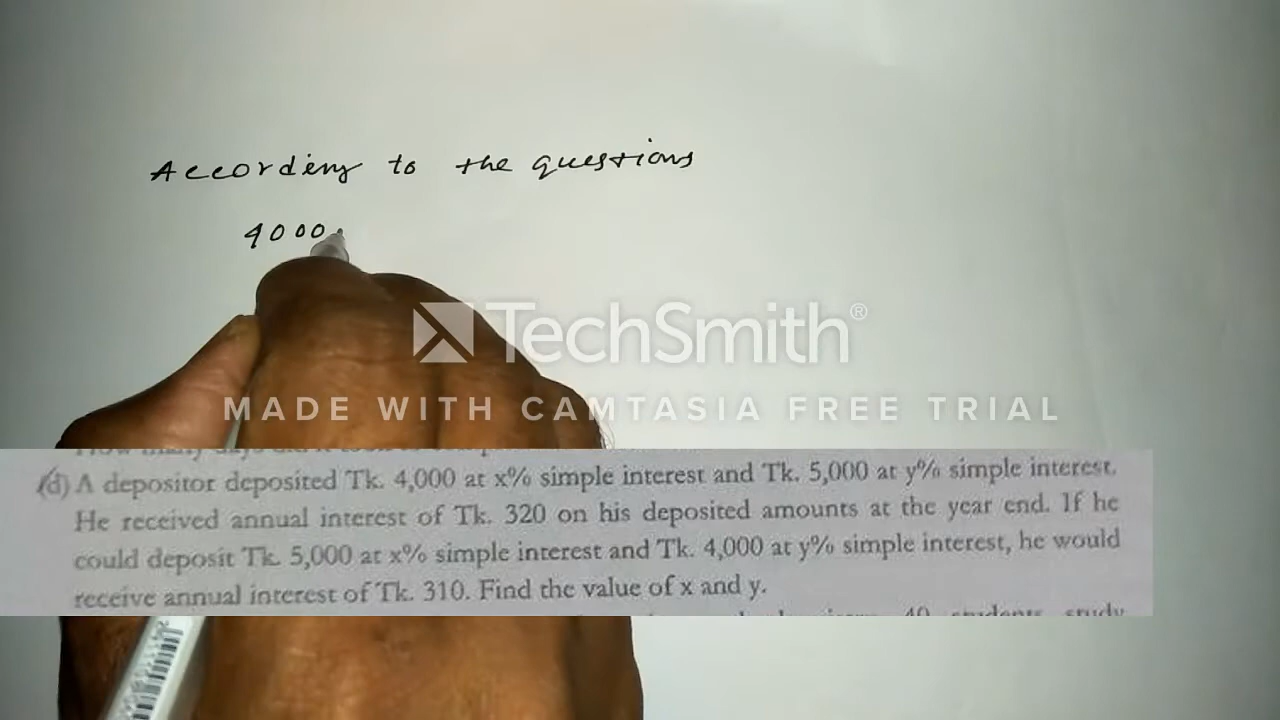 According to the questions
4000
TechSmith®
MADE WITH CAMTASIA FREE TRIAL
(d) A depositor deposited Tk. 4,000 at x% simple interest and Tk. 5,000 at y% simple interest.
He received annual interest of Tk. 320 on his deposited amounts at the year end. If he
could deposit Tk. 5,000 at x% simple interest and Tk. 4,000 at y% simple interest, he would
receive annual interest of Tk. 310. Find the value of x and y.
40 students study